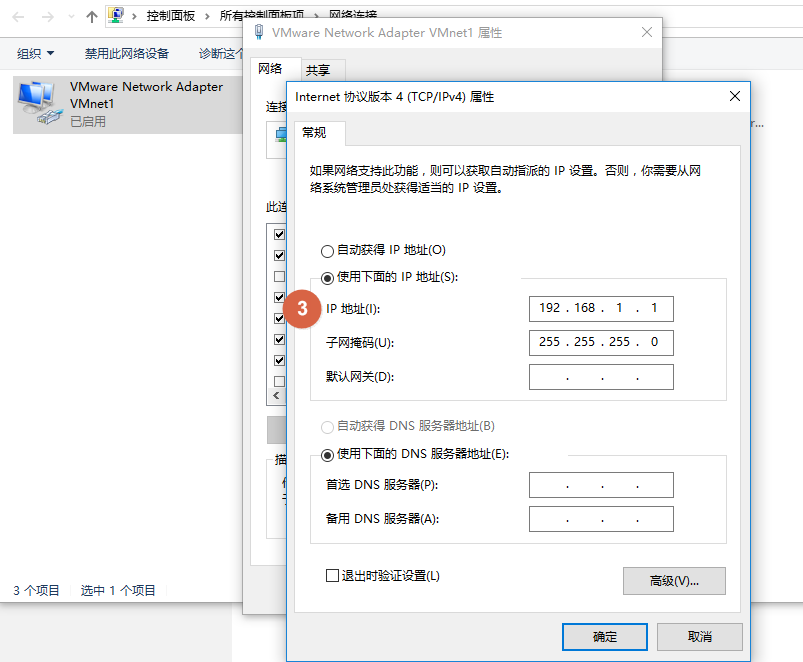 控制面板 › 所有控制面板项 › 网络连接
组织 禁用此网络设备 诊断这个
VMware Network Adapter
VMnet1
已启用
VMware Network Adapter VMnet1 属性
网络 共享
连接
此连
描
Internet 协议版本 4 (TCP/IPv4) 属性
常规
如果网络支持此功能，则可以获取自动指派的 IP 设置。否则，你需要从网
络系统管理员处获得适当的 IP 设置。
自动获得 IP 地址(O)
使用下面的 IP 地址(S):
3
IP 地址(I): 192 . 168 . 1 . 1
子网掩码(U): 255 . 255 . 255 . 0
默认网关(D): . . .
自动获得 DNS 服务器地址(B)
使用下面的 DNS 服务器地址(E):
首选 DNS 服务器(P): . . .
备用 DNS 服务器(A): . . .
退出时验证设置(L)
高级(V)...
确定 取消
r...
3 个项目 选中 1 个项目